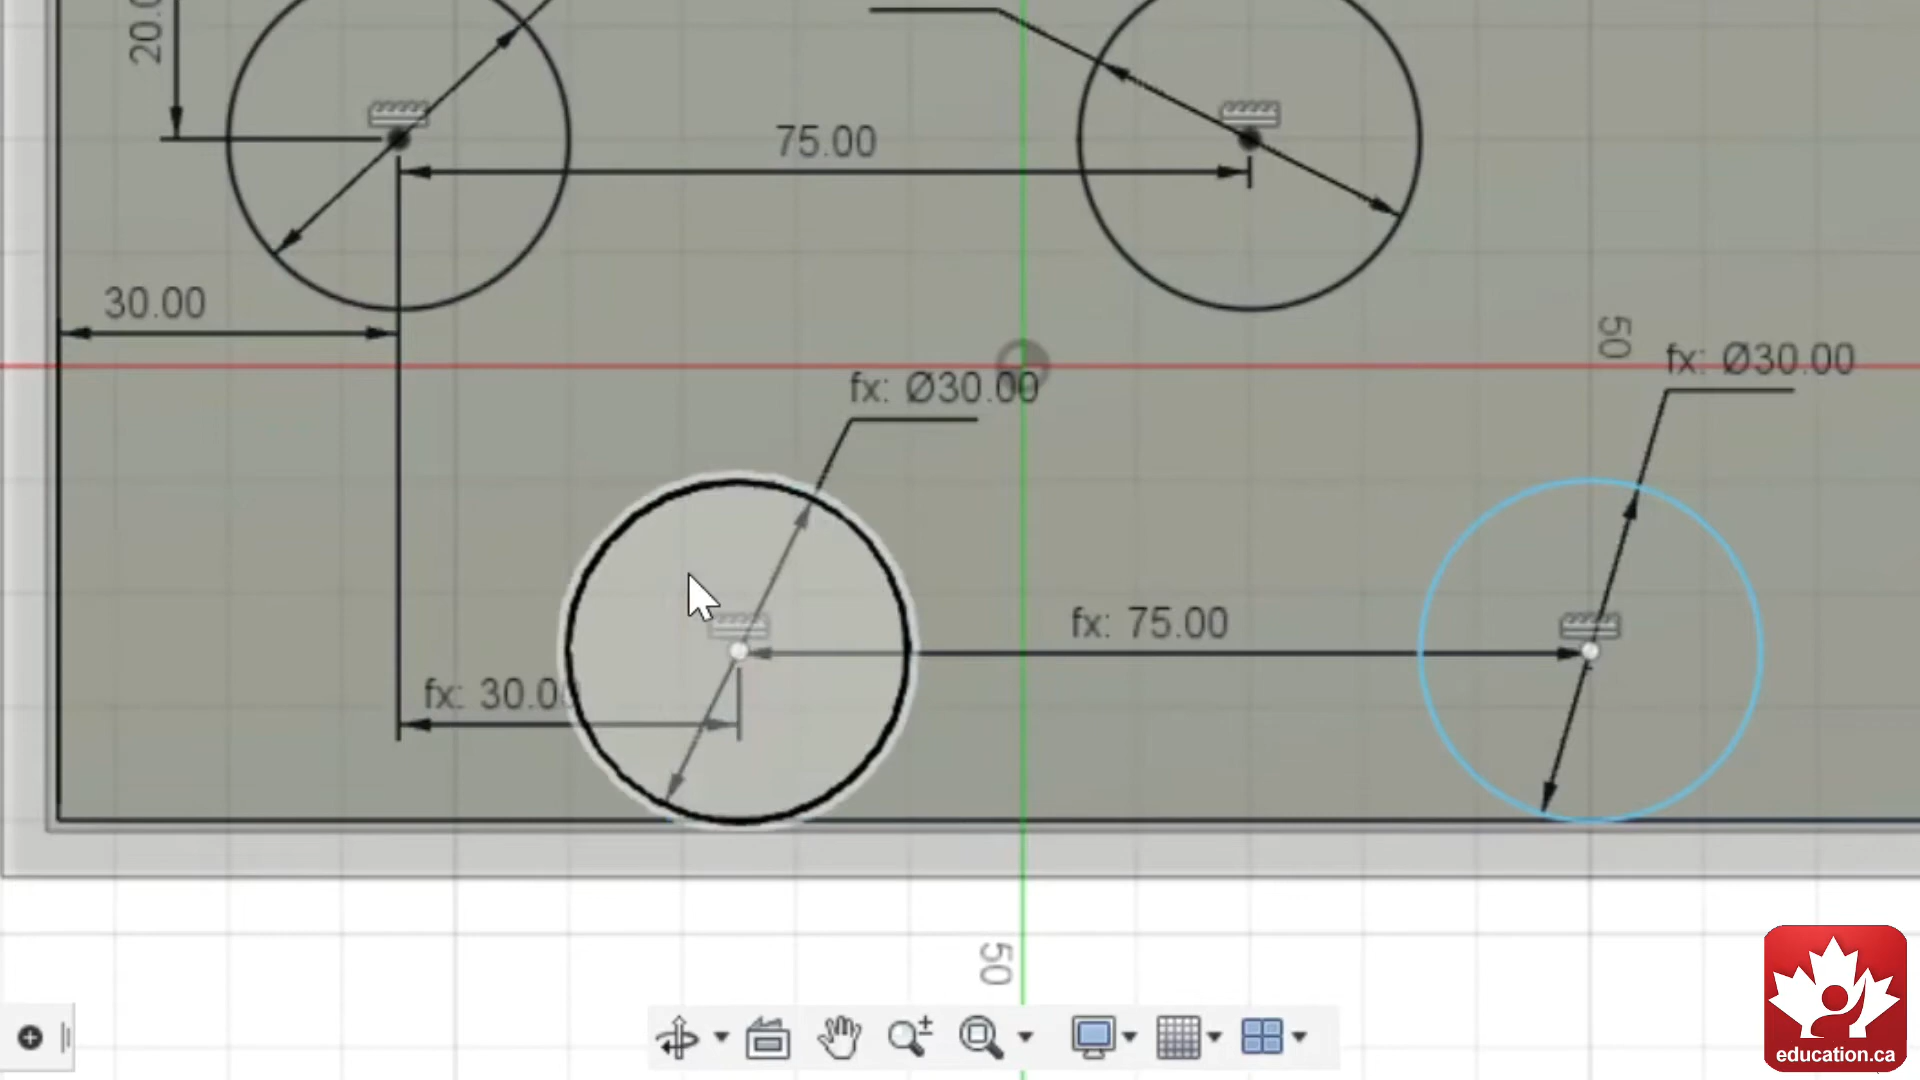 20.0
75.00
30.00
50
fx: Ø30.00
fx: Ø30.00
fx: 75.00
fx: 30.0
50
education.ca